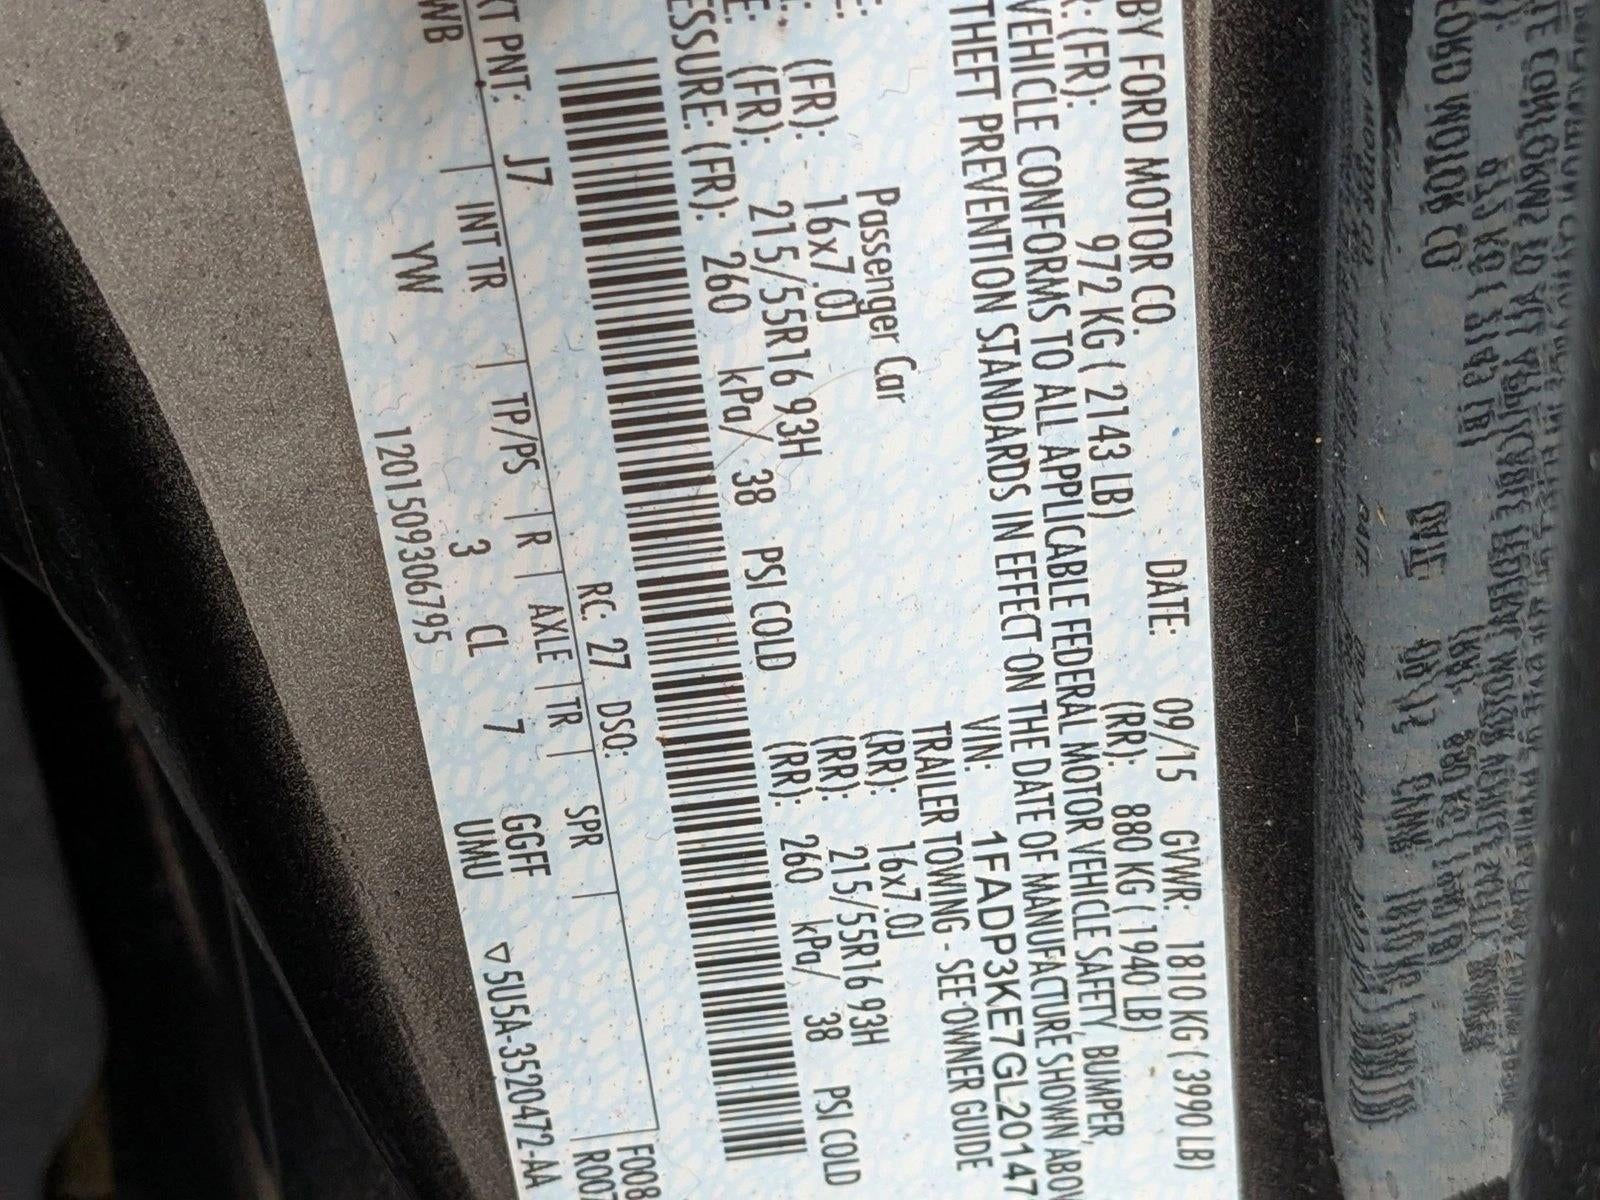 BY FORD MOTOR CO.
DATE: 09/15 GVWR: 1810 KG ( 3990 LB)
R: (FR): 972 KG ( 2143 LB) (RR): 880 KG ( 1940 LB)
VEHICLE CONFORMS TO ALL APPLICABLE FEDERAL MOTOR VEHICLE SAFETY, BUMPER,
THEFT PREVENTION STANDARDS IN EFFECT ON THE DATE OF MANUFACTURE SHOWN ABOV
VIN: 1FADP3KE7GL20147
Passenger Car TRAILER TOWING - SEE OWNER GUIDE
: (FR): 16x7.0J (RR): 16x7.0J
E: (FR): 215/55R16 93H (RR): 215/55R16 93H
ESSURE: (FR): 260 kPa/ 38 PSI COLD (RR): 260 kPa/ 38 PSI COLD
RC: 27 DSO: F008
XT PNT: J7 R007
WB | INT TR | TP/PS | R | AXLE | TR | SPR |
YW 3 CL 7 GGFF
UMU
1201509306795 ▽5U5A-3520472-AA